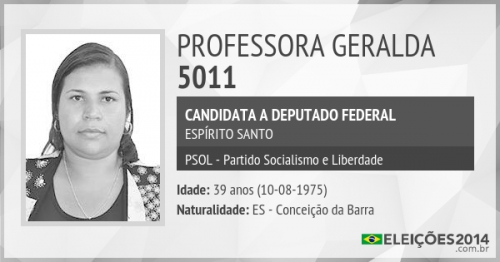 PROFESSORA GERALDA
5011
CANDIDATA A DEPUTADO FEDERAL
ESPÍRITO SANTO
PSOL - Partido Socialismo e Liberdade
Idade: 39 anos (10-08-1975)
Naturalidade: ES - Conceição da Barra
ELEIÇÕES2014
.com.br